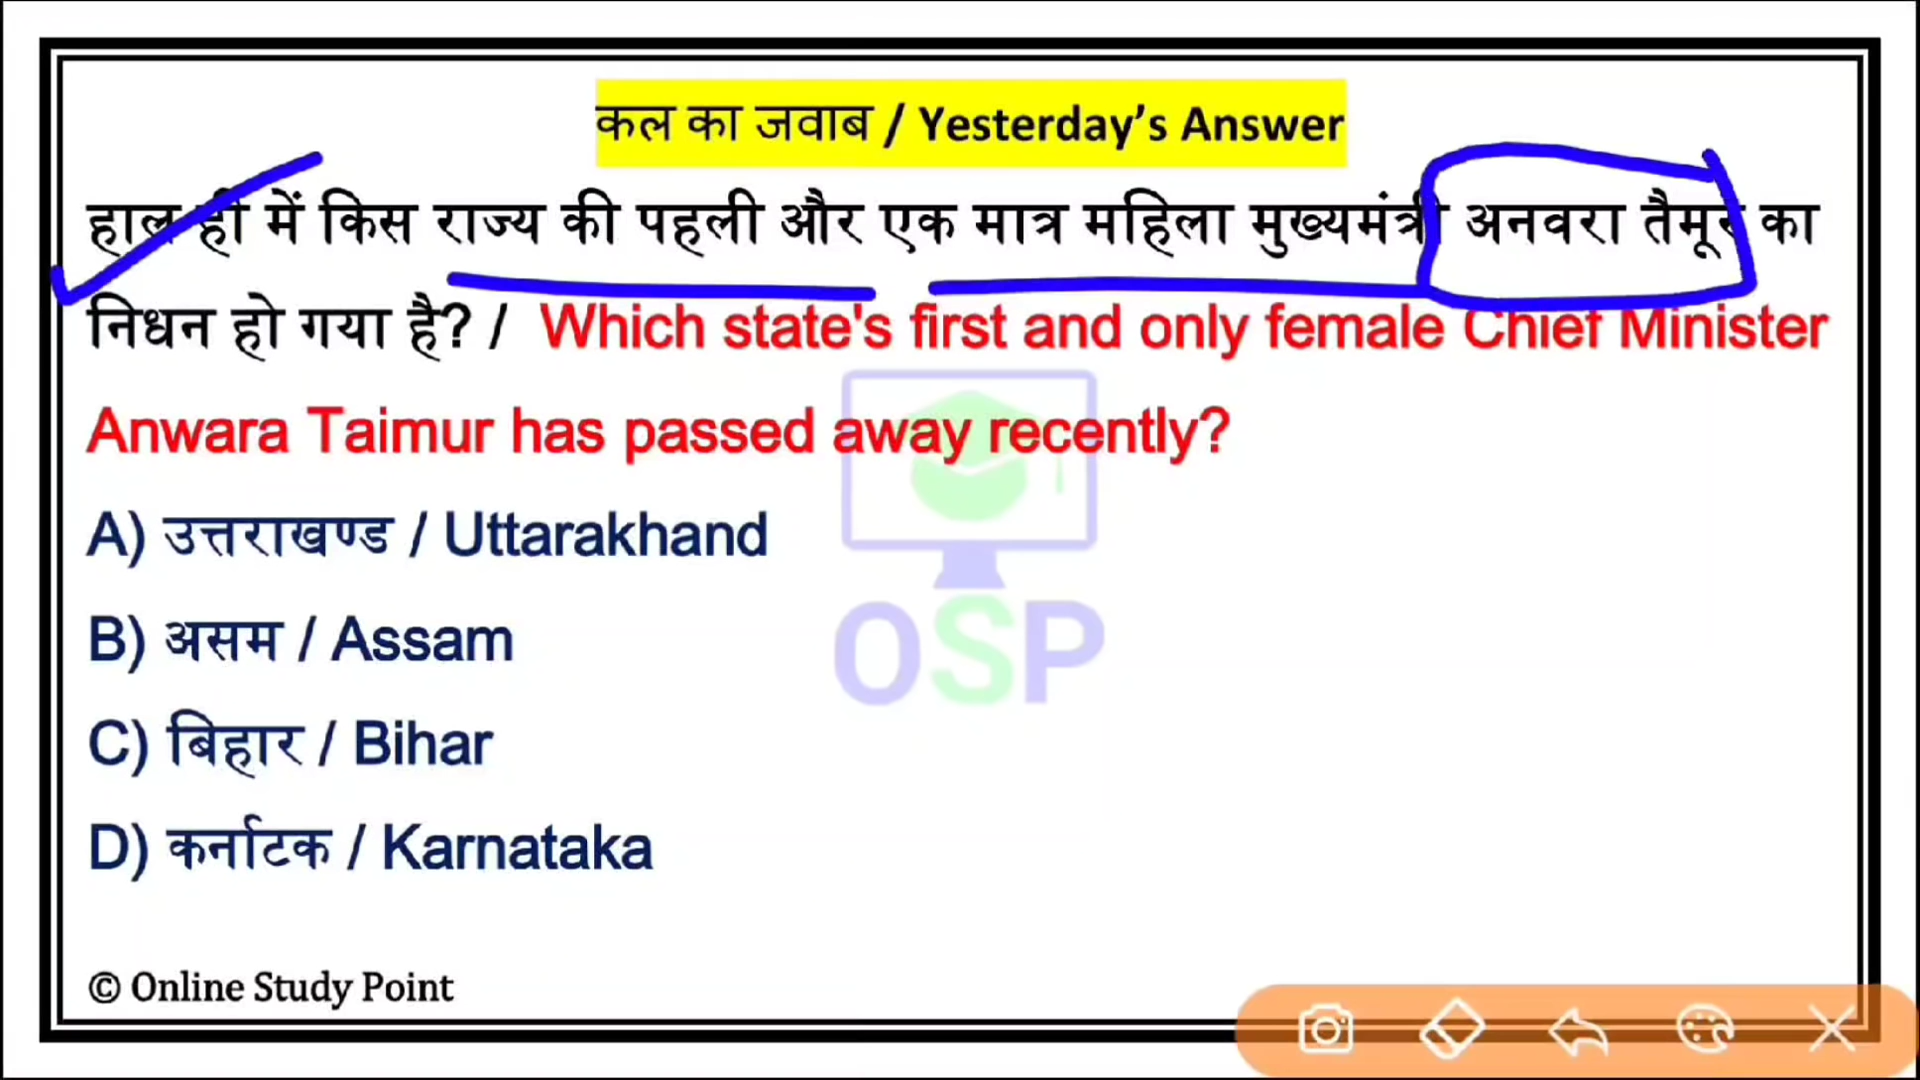 कल का जवाब / Yesterday’s Answer
हाल ही में किस राज्य की पहली और एक मात्र महिला मुख्यमंत्री अनवरा तैमूर का
निधन हो गया है? / Which state's first and only female Chief Minister
Anwara Taimur has passed away recently?
A) उत्तराखण्ड / Uttarakhand
B) असम / Assam
C) बिहार / Bihar
D) कर्नाटक / Karnataka
OSP
© Online Study Point